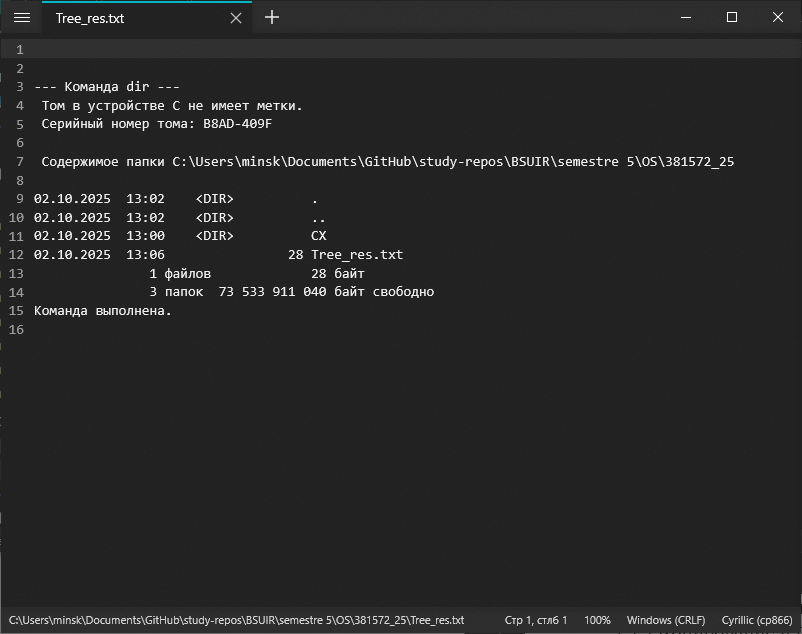 Tree_res.txt
1
2
3 --- Команда dir ---
4 Том в устройстве C не имеет метки.
5 Серийный номер тома: B8AD-409F
6
7 Содержимое папки C:\Users\minsk\Documents\GitHub\study-repos\BSUIR\semestre 5\OS\381572_25
8
9 02.10.2025 13:02 <DIR> .
10 02.10.2025 13:02 <DIR> ..
11 02.10.2025 13:00 <DIR> CX
12 02.10.2025 13:06 28 Tree_res.txt
13 1 файлов 28 байт
14 3 папок 73 533 911 040 байт свободно
15 Команда выполнена.
16
C:\Users\minsk\Documents\GitHub\study-repos\BSUIR\semestre 5\OS\381572_25\Tree_res.txt Стр 1, стлб 1 100% Windows (CRLF) Cyrillic (cp866)